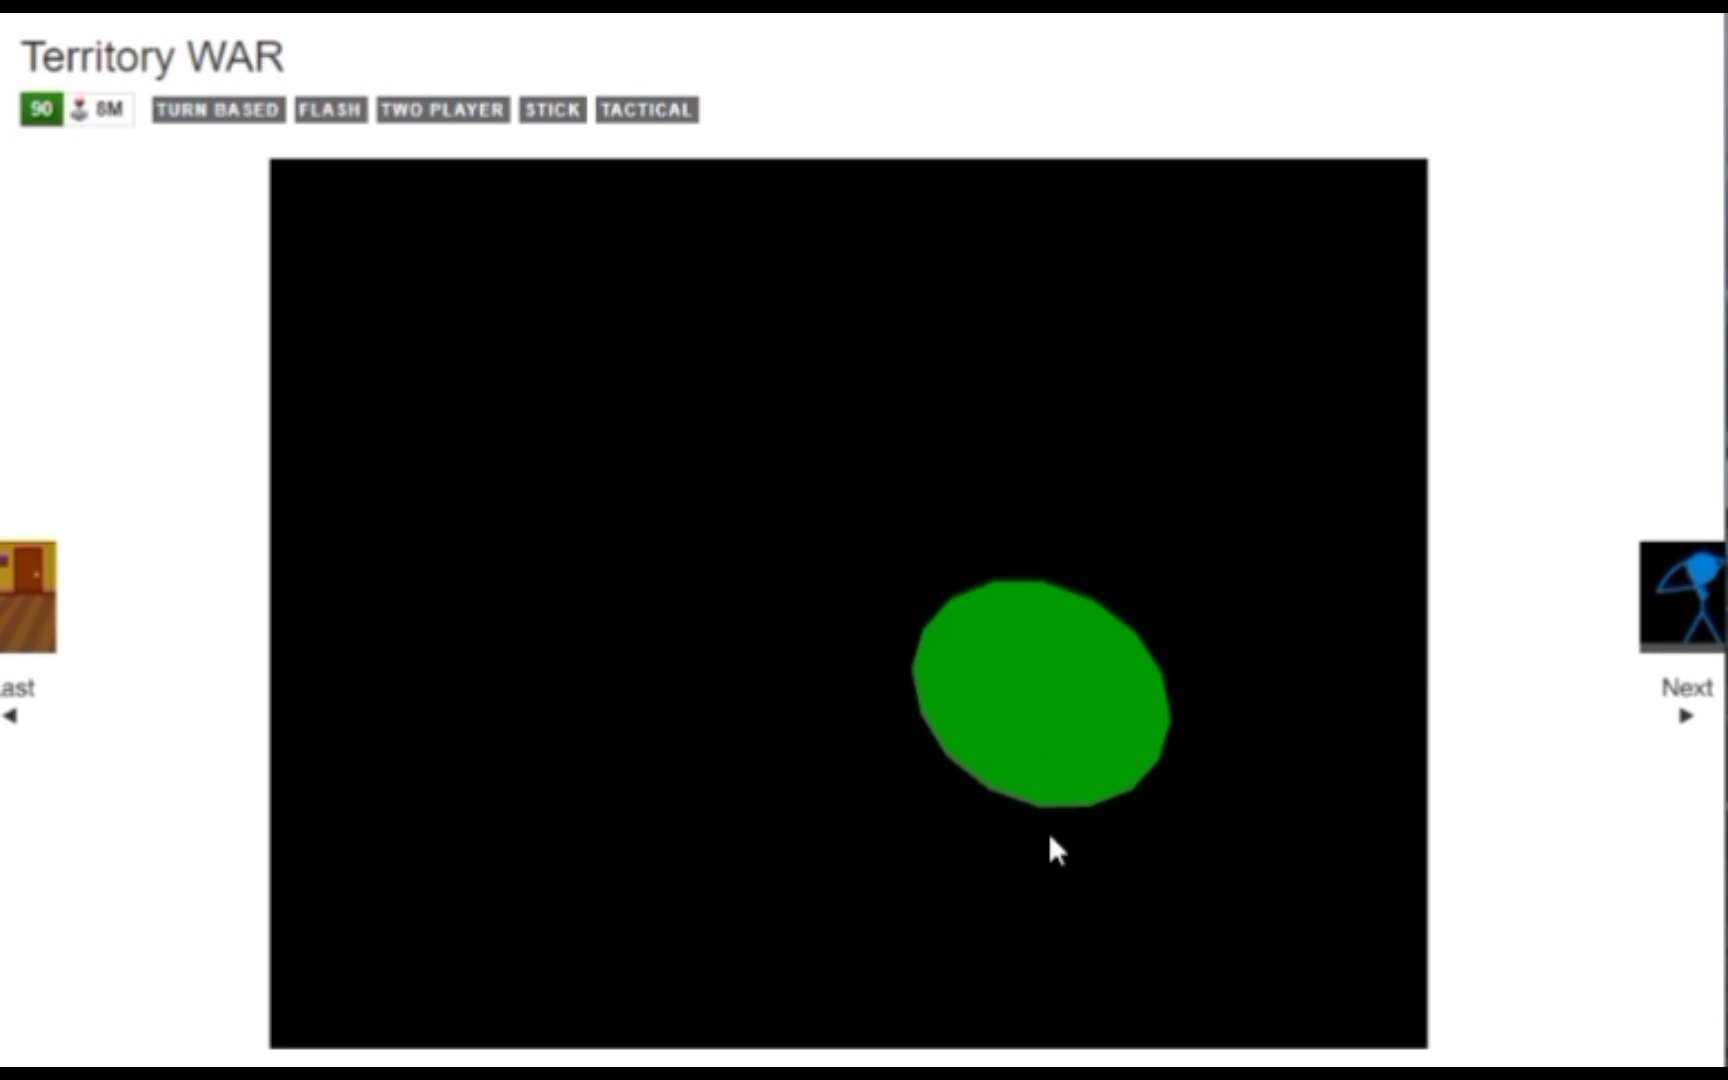 Territory WAR
90 8M TURN BASED FLASH TWO PLAYER STICK TACTICAL
ast
Next